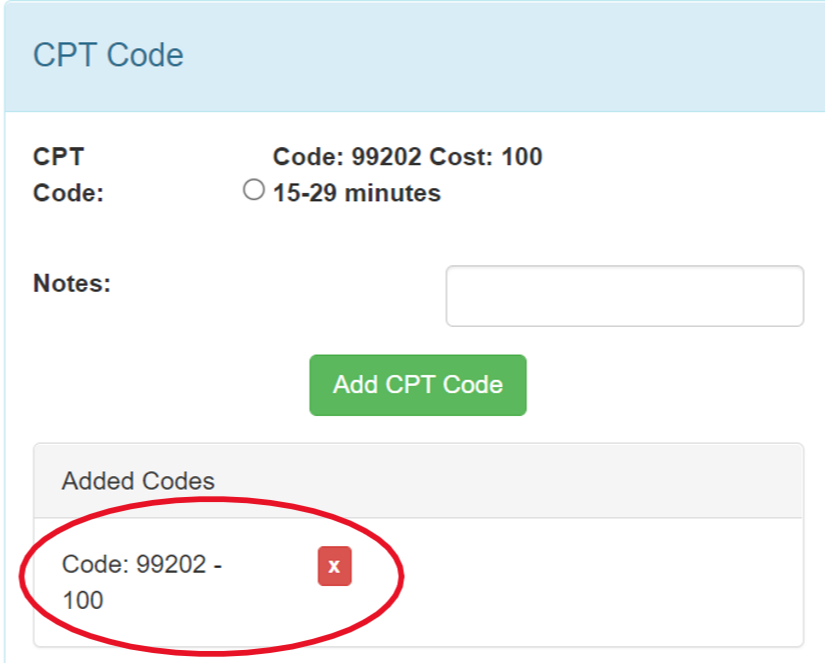 CPT Code
CPT
Code:
Code: 99202 Cost: 100
15-29 minutes
Notes:
Add CPT Code
Added Codes
Code: 99202 -
100
x